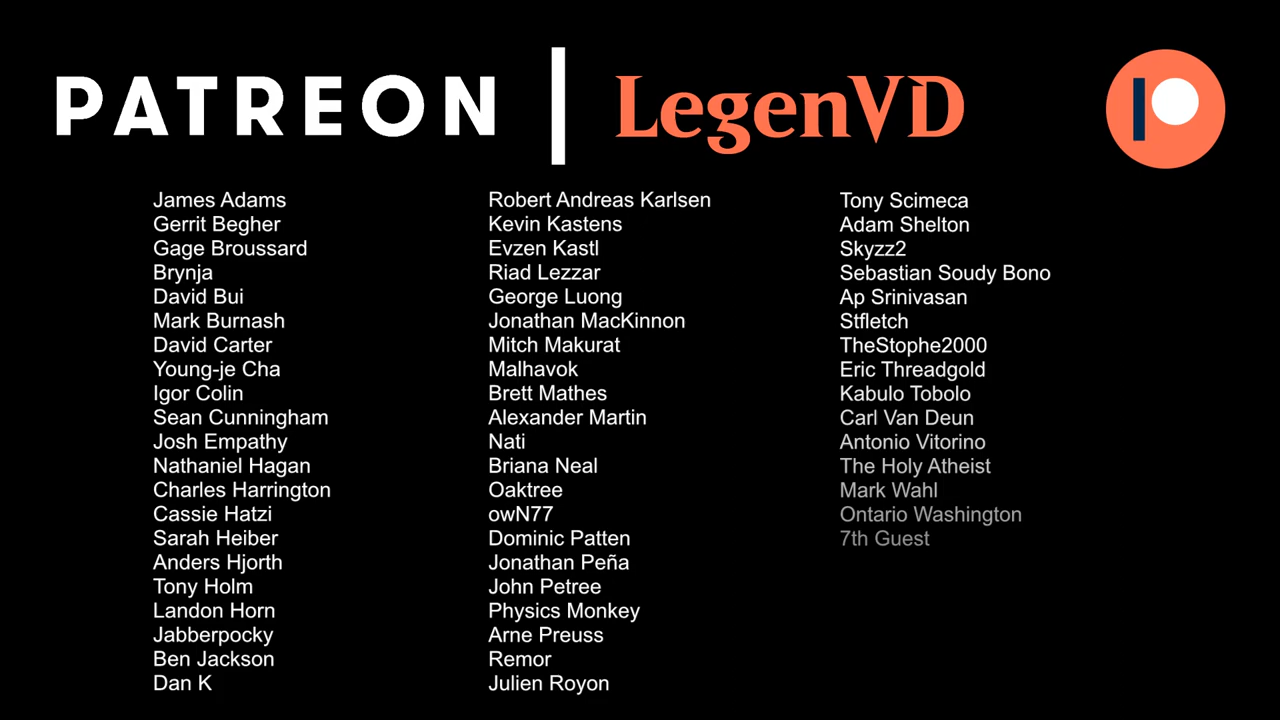 PATREON | LegenVD
James Adams
Gerrit Begher
Gage Broussard
Brynja
David Bui
Mark Burnash
David Carter
Young-je Cha
Igor Colin
Sean Cunningham
Josh Empathy
Nathaniel Hagan
Charles Harrington
Cassie Hatzi
Sarah Heiber
Anders Hjorth
Tony Holm
Landon Horn
Jabberpocky
Ben Jackson
Dan K
Robert Andreas Karlsen
Kevin Kastens
Evzen Kastl
Riad Lezzar
George Luong
Jonathan MacKinnon
Mitch Makurat
Malhavok
Brett Mathes
Alexander Martin
Nati
Briana Neal
Oaktree
owN77
Dominic Patten
Jonathan Peña
John Petree
Physics Monkey
Arne Preuss
Remor
Julien Royon
Tony Scimeca
Adam Shelton
Skyzz2
Sebastian Soudy Bono
Ap Srinivasan
Stfletch
TheStophe2000
Eric Threadgold
Kabulo Tobolo
Carl Van Deun
Antonio Vitorino
The Holy Atheist
Mark Wahl
Ontario Washington
7th Guest